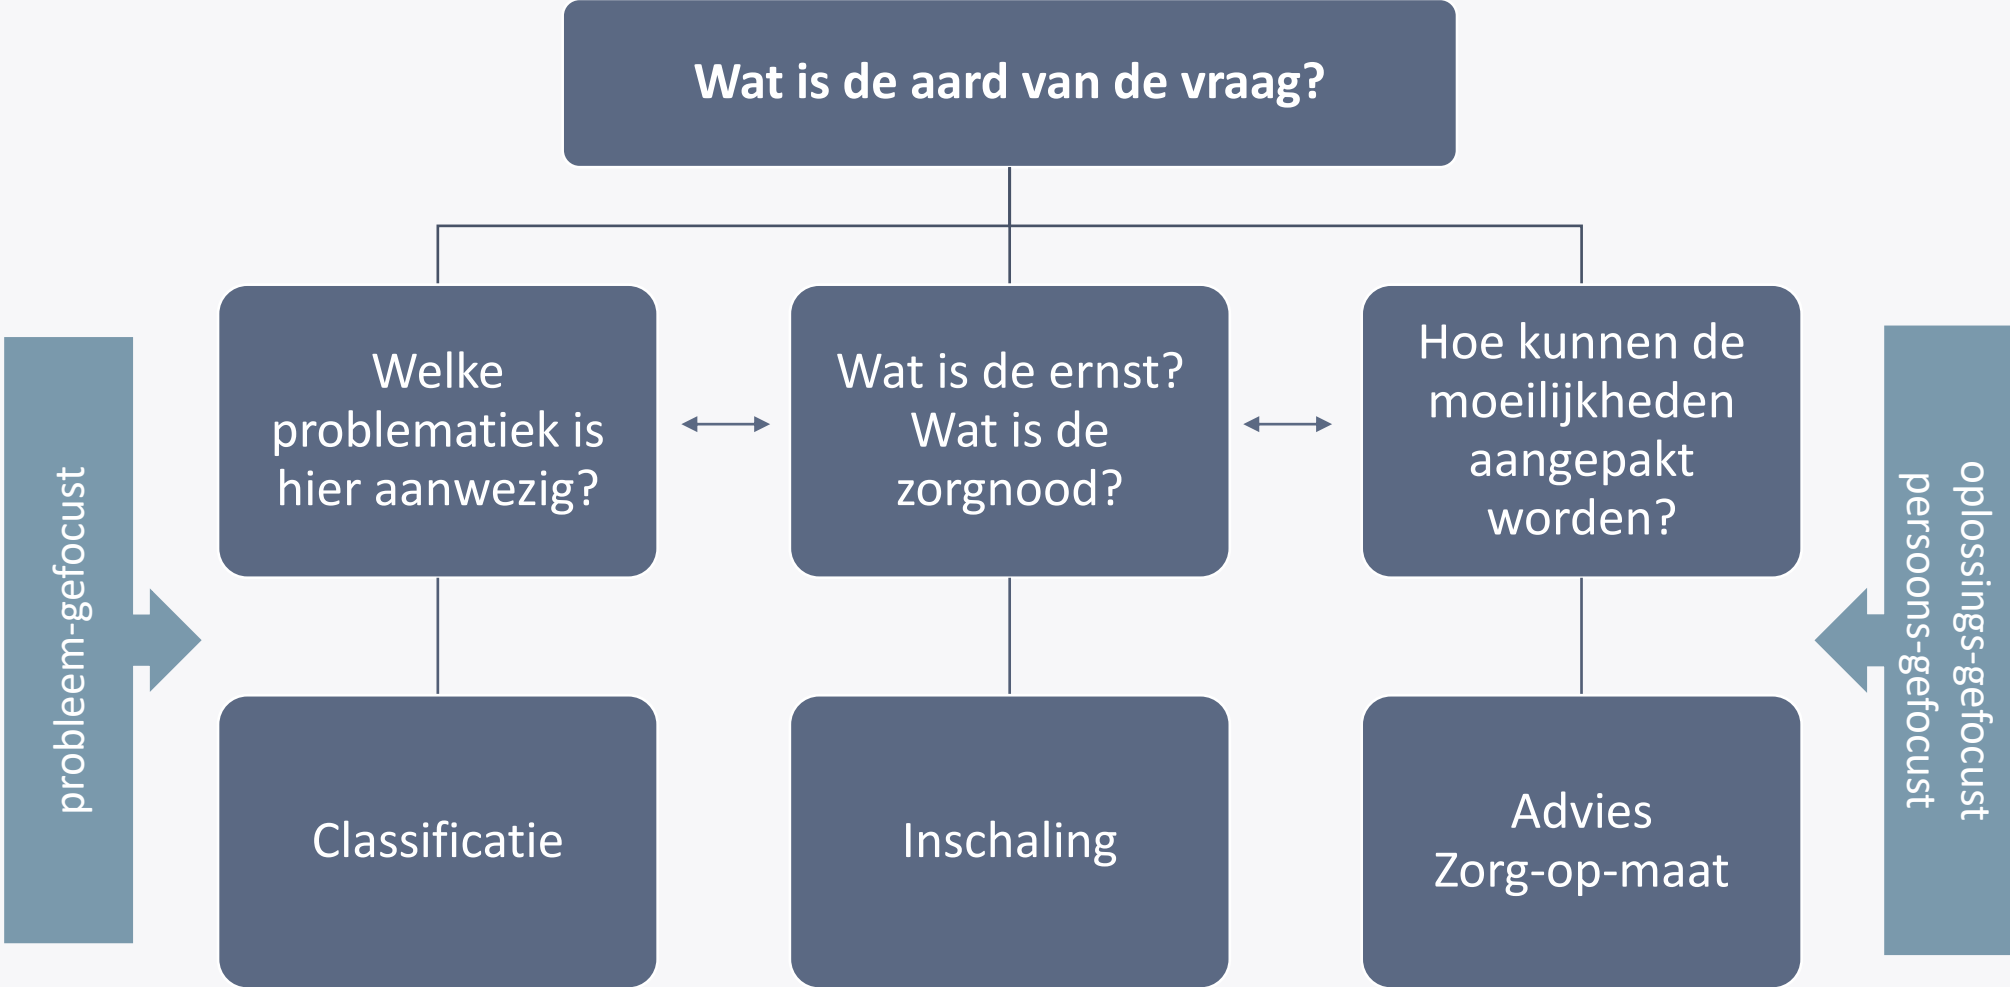 Wat is de aard van de vraag?
Welke
problematiek is
hier aanwezig?
Wat is de ernst?
Wat is de
zorgnood?
Hoe kunnen de
moeilijkheden
aangepakt
worden?
probleem-gefocust
oplossings-gefocust
persoons-gefocust
Classificatie
Inschaling
Advies
Zorg-op-maat